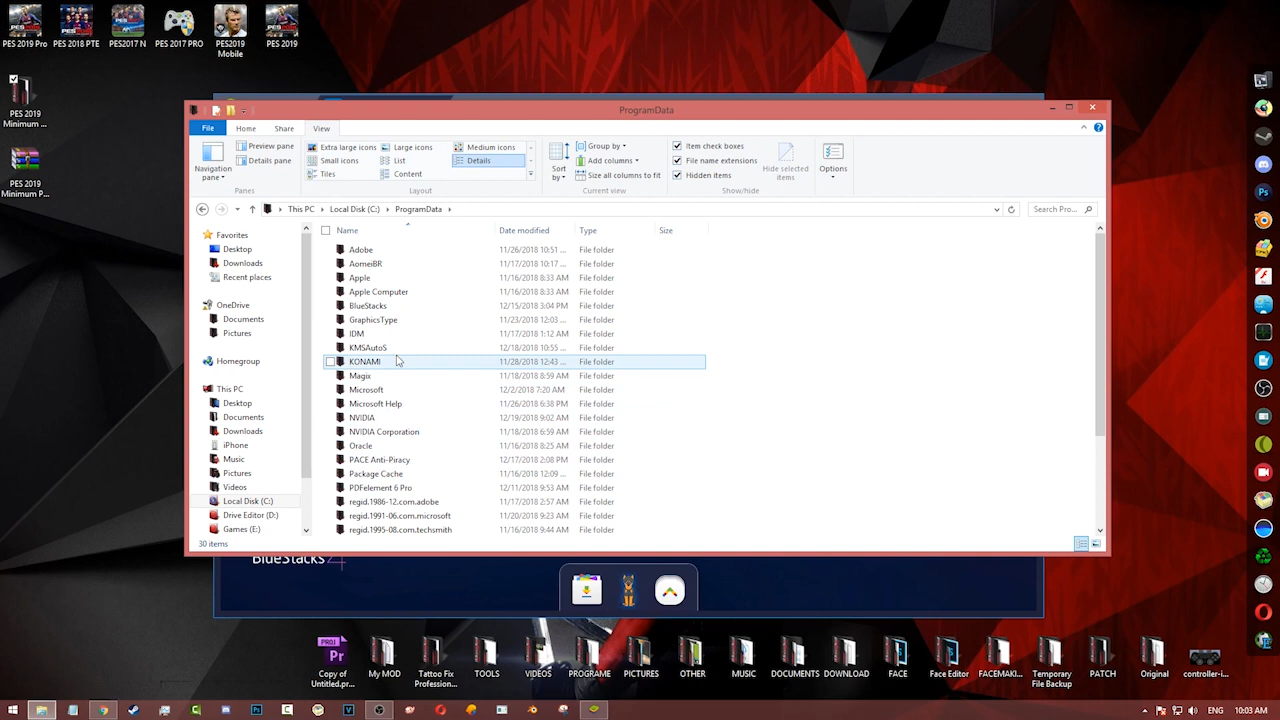 PES 2019 Pro
PES 2018 PTE
PES2017 N
PES 2017 PRO
PES2019
Mobile
PES 2019
PES 2019
Minimum ...
PES 2019
Minimum P...
ProgramData
File
Home
Share
View
Navigation
pane
Preview pane
Details pane
Panes
Extra large icons
Large icons
Medium icons
Small icons
List
Details
Tiles
Content
Layout
Sort
by
Group by
Add columns
Size all columns to fit
Current view
Item check boxes
File name extensions
Hidden items
Hide selected
items
Show/hide
Options
This PC
Local Disk (C:)
ProgramData
Search Pro...
Name
Date modified
Type
Size
Favorites
Desktop
Downloads
Recent places
OneDrive
Documents
Pictures
Homegroup
This PC
Desktop
Documents
Downloads
iPhone
Music
Pictures
Videos
Local Disk (C:)
Drive Editor (D:)
Games (E:)
Adobe 11/26/2018 10:51 ... File folder
AomeiBR 11/17/2018 10:17 ... File folder
Apple 11/16/2018 8:33 AM File folder
Apple Computer 11/16/2018 8:33 AM File folder
BlueStacks 12/15/2018 3:04 PM File folder
GraphicsType 11/23/2018 12:03 ... File folder
IDM 11/17/2018 1:12 AM File folder
KMSAutoS 12/18/2018 10:55 ... File folder
KONAMI 11/28/2018 12:43 ... File folder
Magix 11/18/2018 8:59 AM File folder
Microsoft 12/2/2018 7:20 AM File folder
Microsoft Help 11/26/2018 6:38 PM File folder
NVIDIA 12/19/2018 9:02 AM File folder
NVIDIA Corporation 11/18/2018 6:59 AM File folder
Oracle 11/16/2018 8:25 AM File folder
PACE Anti-Piracy 12/17/2018 2:08 PM File folder
Package Cache 11/16/2018 12:09 ... File folder
PDFelement 6 Pro 12/11/2018 9:53 AM File folder
regid.1986-12.com.adobe 11/17/2018 2:57 AM File folder
regid.1991-06.com.microsoft 11/20/2018 9:23 AM File folder
regid.1995-08.com.techsmith 11/16/2018 9:44 AM File folder
30 items
BlueStacks 4
PROJ
Pr
Copy of
Untitled.pr...
My MOD
Tattoo Fix
Profession...
TOOLS
VIDEOS
PROGRAME
PICTURES
OTHER
MUSIC
DOCUMENTS
DOWNLOAD
FACE
Face Editor
FACEMAKI...
Temporary
File Backup
PATCH
Original
controller-i...
ENG
10:03 AM